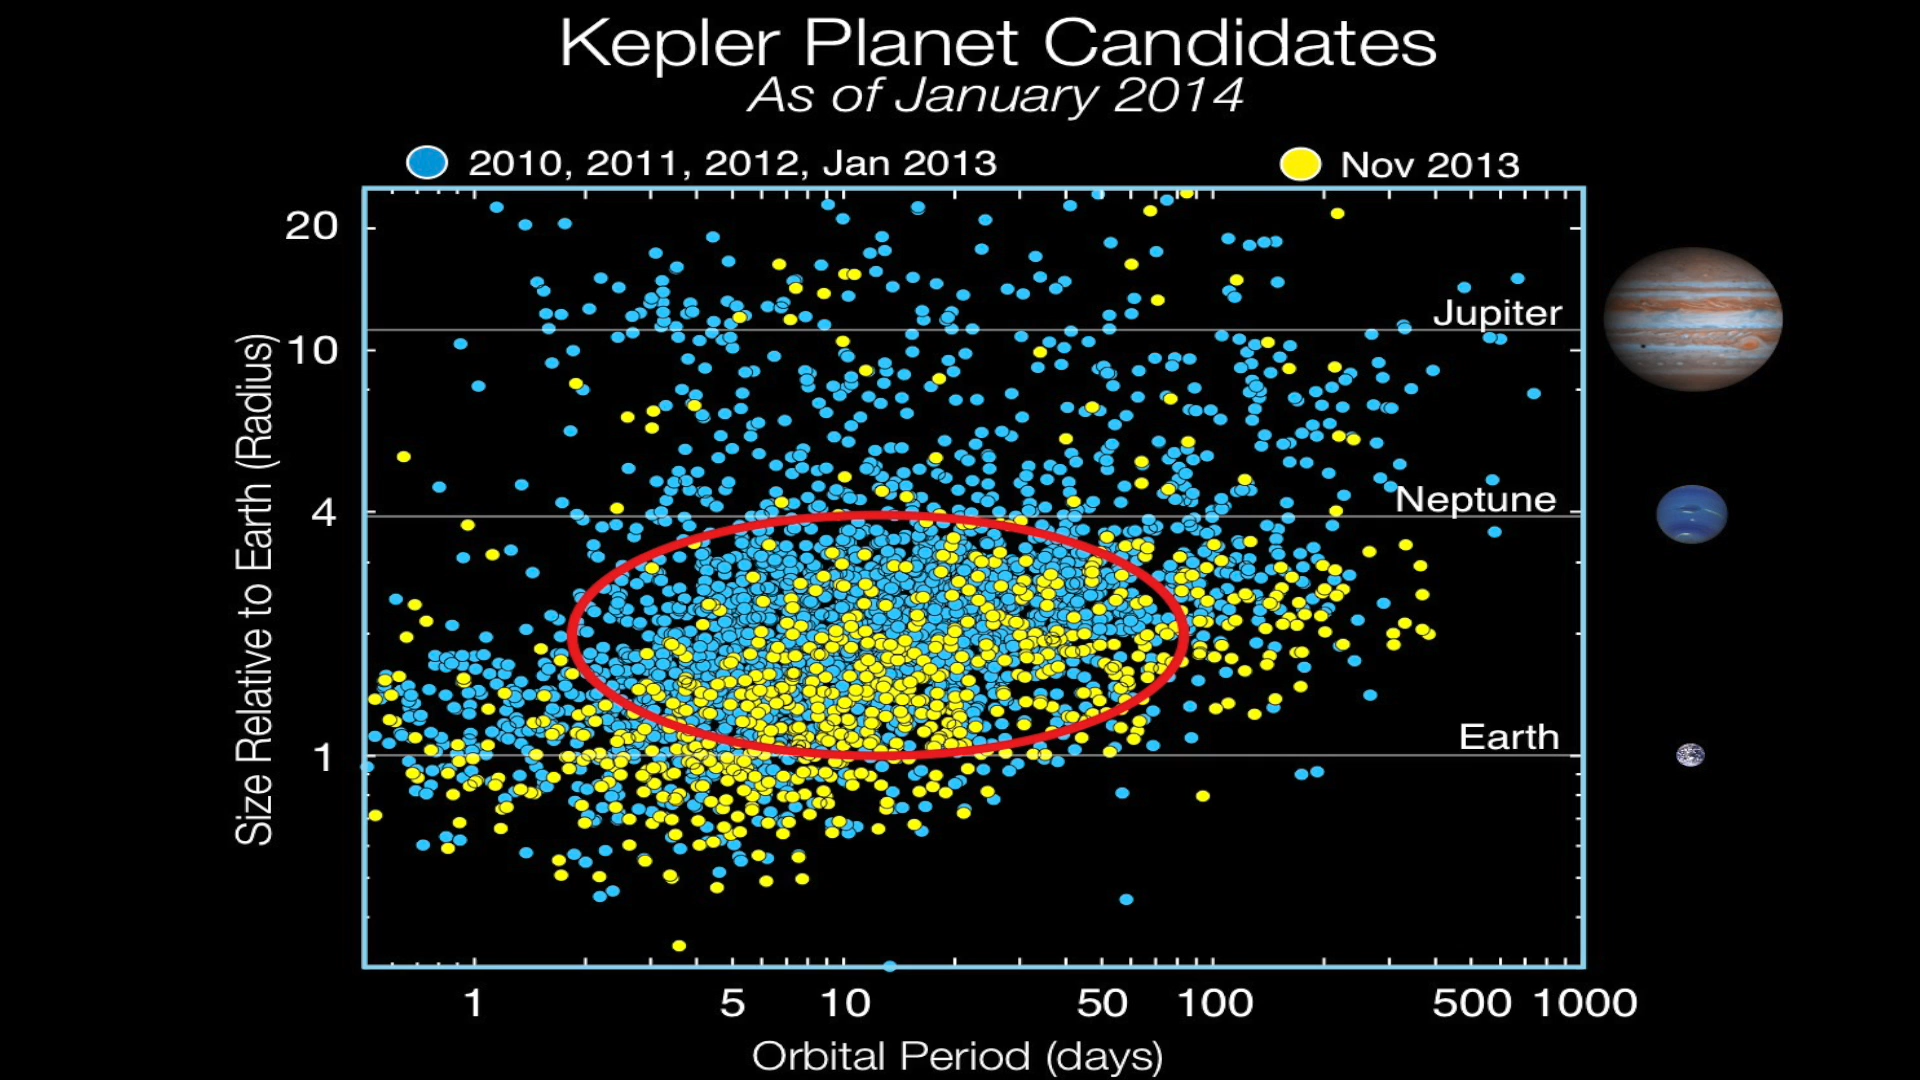 Kepler Planet Candidates
As of January 2014
2010, 2011, 2012, Jan 2013
Nov 2013
20
10
4
1
Size Relative to Earth (Radius)
Jupiter
Neptune
Earth
1 5 10 50 100 500 1000
Orbital Period (days)